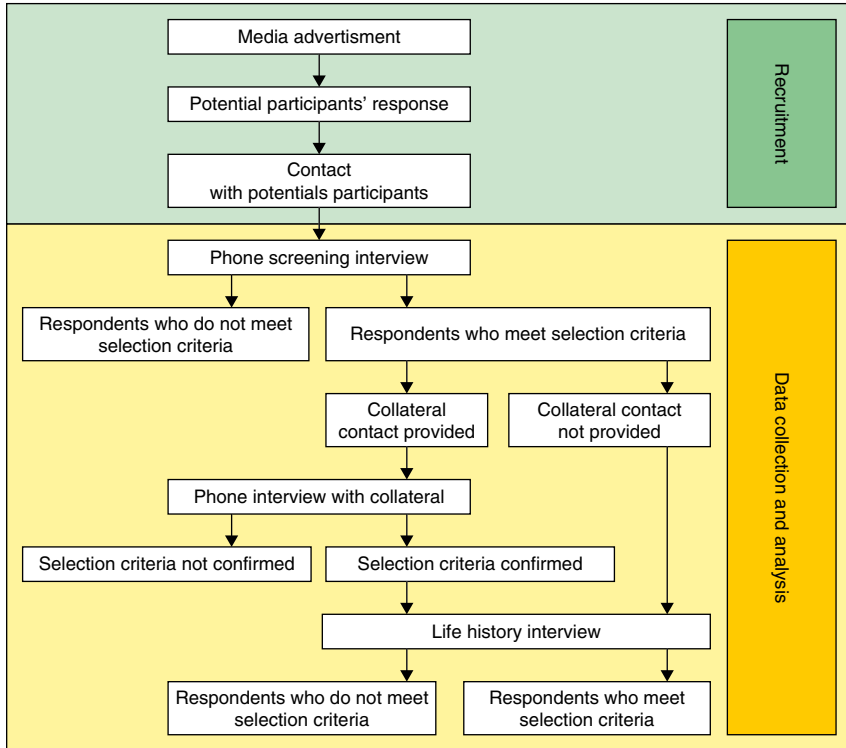 Media advertisment
Potential participants’ response
Contact
with potentials participants
Recruitment
Phone screening interview
Respondents who do not meet
selection criteria
Respondents who meet selection criteria
Collateral
contact provided
Collateral contact
not provided
Phone interview with collateral
Selection criteria not confirmed
Selection criteria confirmed
Life history interview
Respondents who do not meet
selection criteria
Respondents who meet
selection criteria
Data collection and analysis